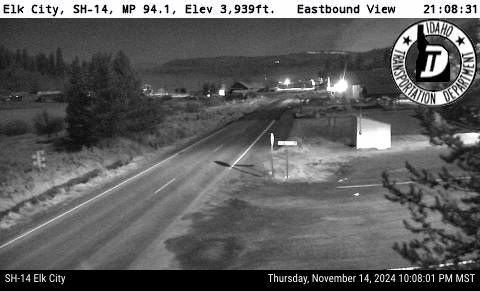 Elk City, SH-14, MP 94.1, Elev 3,939ft.   Eastbound View   21:08:31
IDAHO
TRANSPORTATION DEPARTMENT
SH-14 Elk City   Thursday, November 14, 2024 10:08:01 PM MST